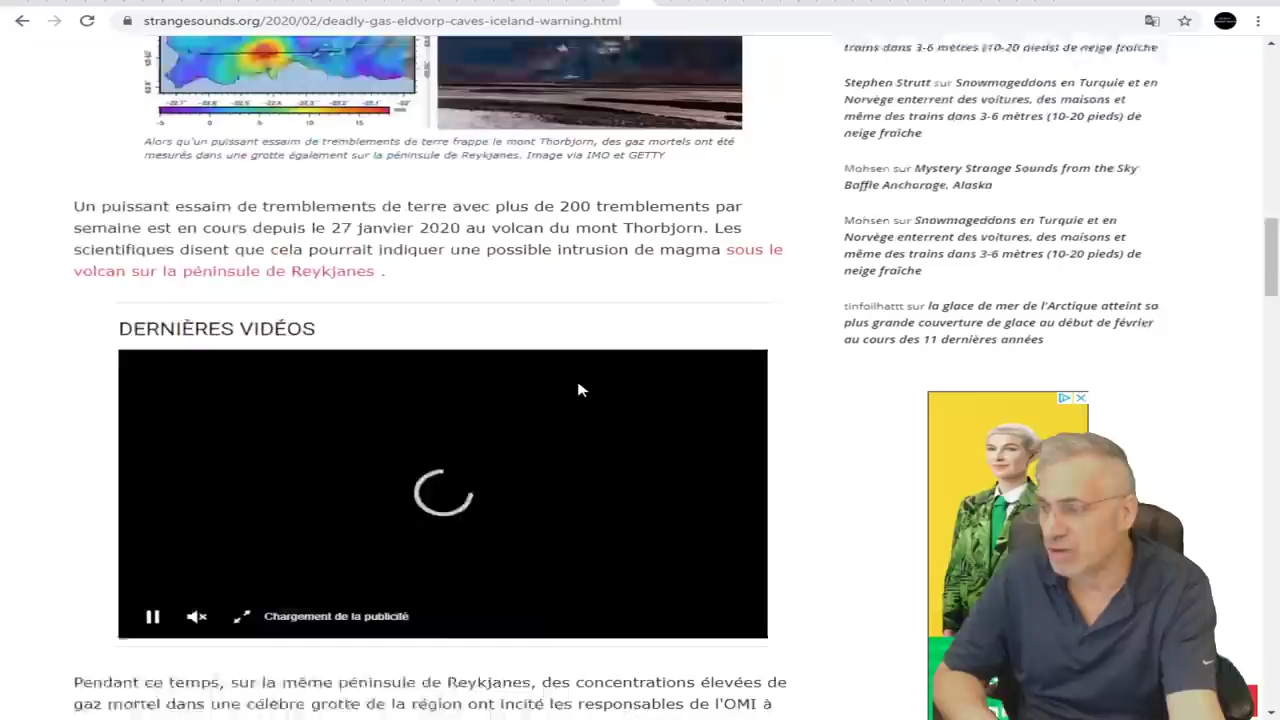 strangesounds.org/2020/02/deadly-gas-eldvorp-caves-iceland-warning.html
Alors qu'un puissant essaim de tremblements de terre frappe le mont Thorbjorn, des gaz mortels ont été
mesurés dans une grotte également sur la péninsule de Reykjanes. Image via IMO et GETTY
Un puissant essaim de tremblements de terre avec plus de 200 tremblements par
semaine est en cours depuis le 27 janvier 2020 au volcan du mont Thorbjorn. Les
scientifiques disent que cela pourrait indiquer une possible intrusion de magma sous le
volcan sur la péninsule de Reykjanes .
DERNIÈRES VIDÉOS
Chargement de la publicité
Pendant ce temps, sur la même péninsule de Reykjanes, des concentrations élevées de
gaz mortel dans une célèbre grotte de la région ont incité les responsables de l'OMI à
trains dans 3-6 mètres (10-20 pieds) de neige fraîche
Stephen Strutt sur Snowmageddons en Turquie et en
Norvège enterrent des voitures, des maisons et
même des trains dans 3-6 mètres (10-20 pieds) de
neige fraîche
Mohsen sur Mystery Strange Sounds from the Sky
Baffle Anchorage, Alaska
Mohsen sur Snowmageddons en Turquie et en
Norvège enterrent des voitures, des maisons et
même des trains dans 3-6 mètres (10-20 pieds) de
neige fraîche
tinfoilhattt sur la glace de mer de l'Arctique atteint sa
plus grande couverture de glace au début de février
au cours des 11 dernières années